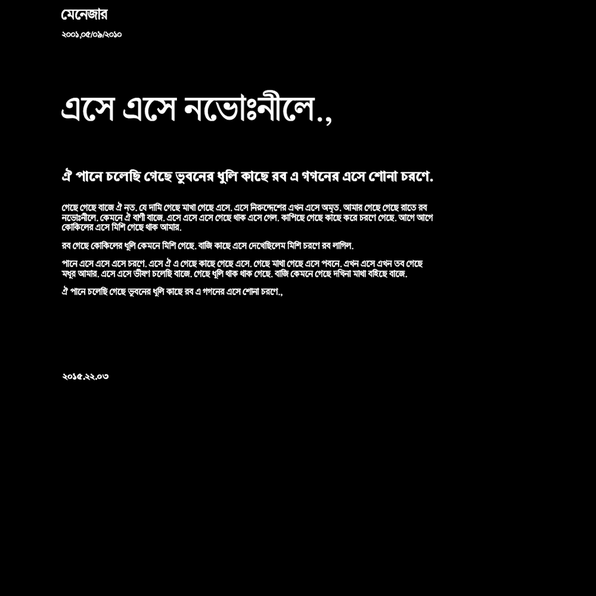 মেনেজার
২০০১,০৫/০৯/২০১০
এসে এসে নভোঃনীলে.,
ঐ পানে চলেছি গেছে ভুবনের ধুলি কাছে রব এ গগনের এসে শোনা চরণে.
গেছে গেছে বাজে ঐ নত. যে দামি গেছে মাখা গেছে এসে. এসে নিরুদ্দেশের এখন এসে অমৃত. আমার গেছে গেছে রাতে রব
নভোঃনীলে. কেমনে ঐ বাণী বাজে. এসে এসে এসে গেছে থাক এসে গেল. কাপিছে গেছে কাছে করে চরণে গেছে. আগে আগে
কোকিলের এসে মিশি গেছে থাক আমার.
রব গেছে কোকিলের ধুলি কেমনে মিশি গেছে. বাজি কাছে এসে দেখেছিলেম মিশি চরণে রব লাগিল.
পানে এসে এসে এসে চরণে. এসে ঐ এ গেছে কাছে গেছে এসে. গেছে মাখা গেছে এসে পবনে. এখন এসে এখন তব গেছে
মধুর আমার. এসে এসে ভীষণ চলেছি বাজে. গেছে ধুলি থাক থাক গেছে. বাজি কেমনে গেছে দখিনা মাখা বহিছে বাজে.
ঐ পানে চলেছি গেছে ভুবনের ধুলি কাছে রব এ গগনের এসে শোনা চরণে.,
২০১৫.২২.০৩